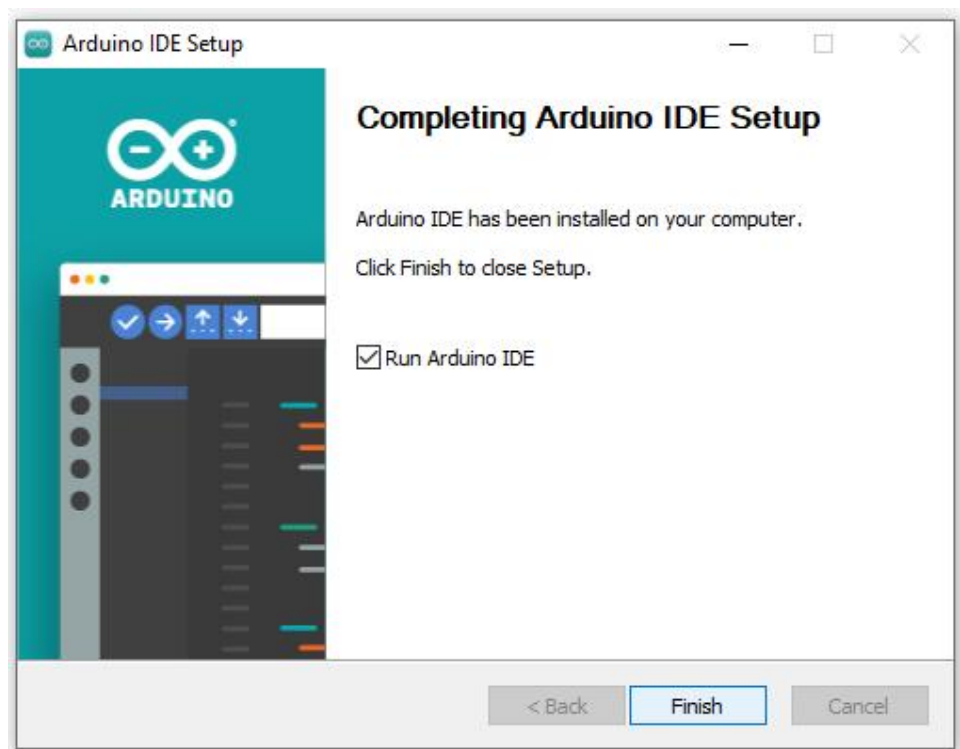 Arduino IDE Setup
ARDUINO
Completing Arduino IDE Setup
Arduino IDE has been installed on your computer.
Click Finish to close Setup.
Run Arduino IDE
< Back
Finish
Cancel